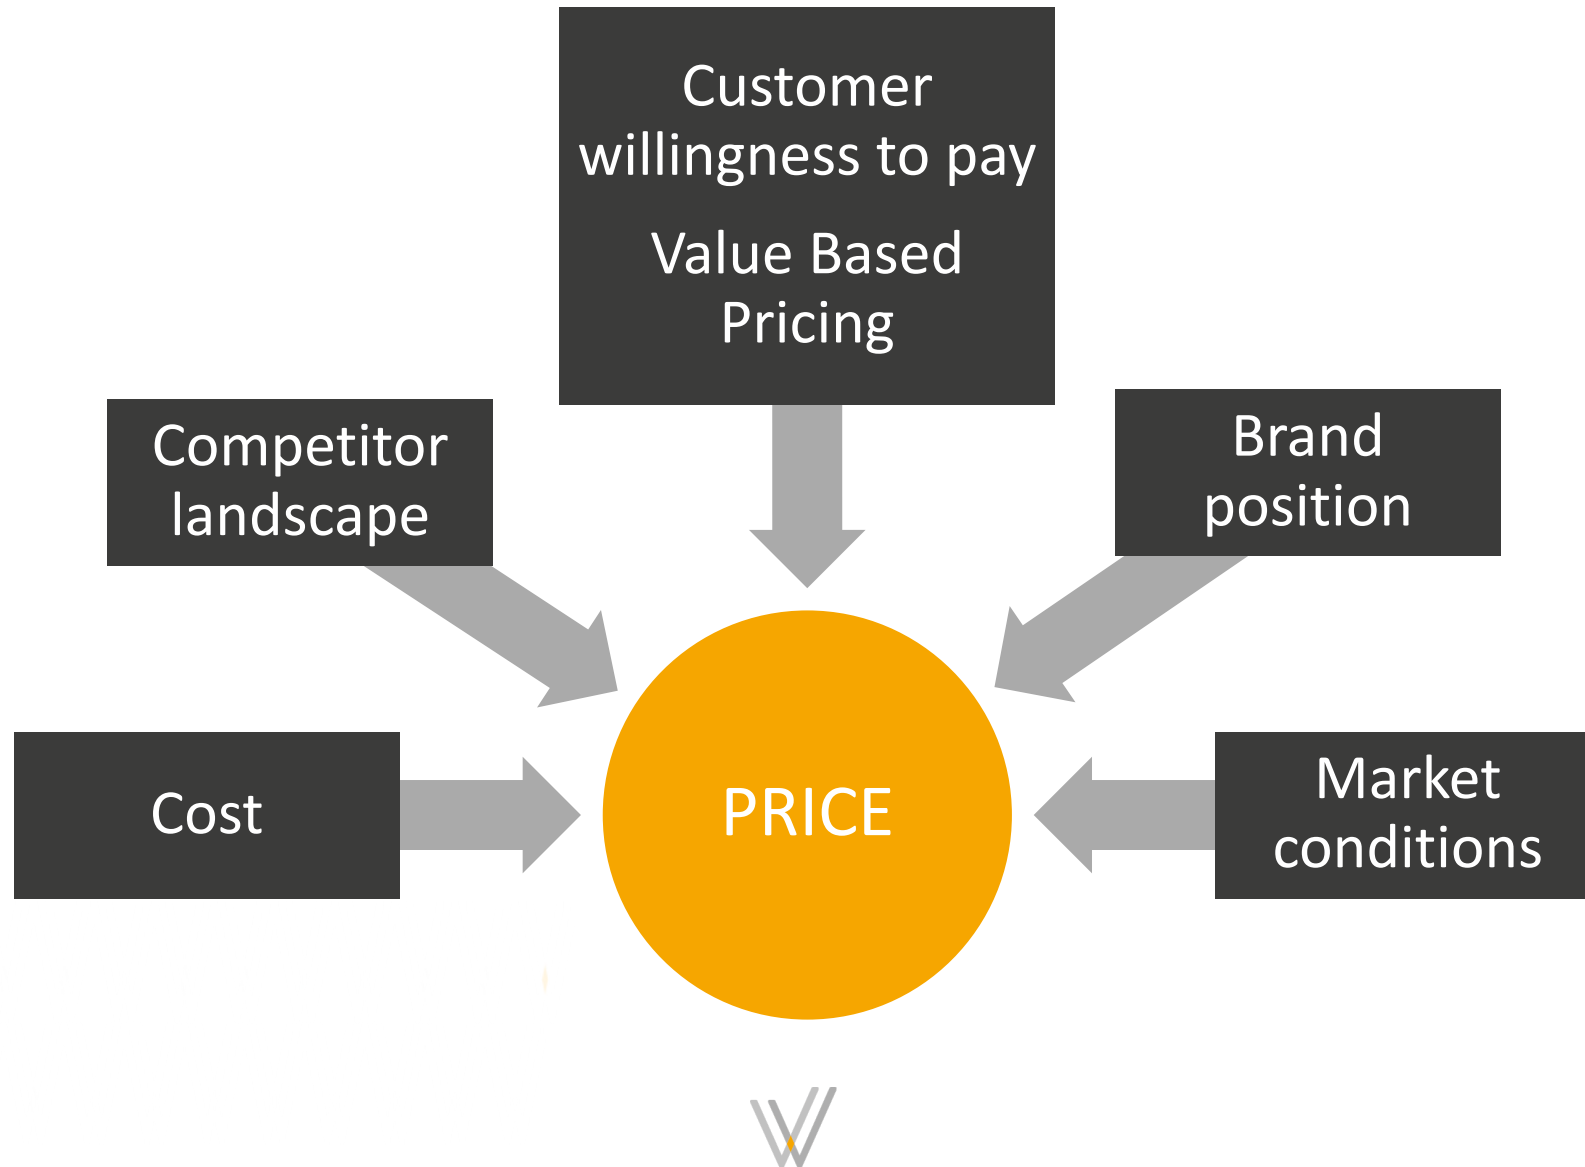 Customer
willingness to pay
Value Based
Pricing
Competitor
landscape
Brand
position
Cost
PRICE
Market
conditions